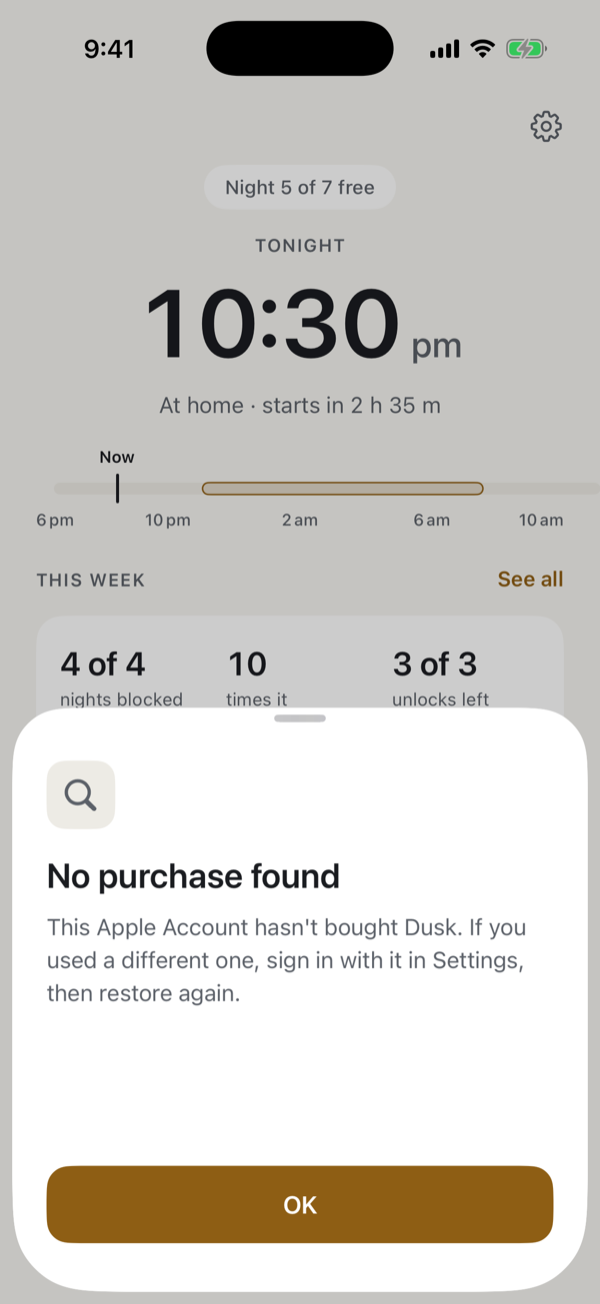 9:41
Night 5 of 7 free
TONIGHT
10:30 pm
At home · starts in 2 h 35 m
Now
6 pm 10 pm 2 am 6 am 10 am
THIS WEEK See all
4 of 4 10 3 of 3
nights blocked times it unlocks left
No purchase found
This Apple Account hasn't bought Dusk. If you
used a different one, sign in with it in Settings,
then restore again.
OK